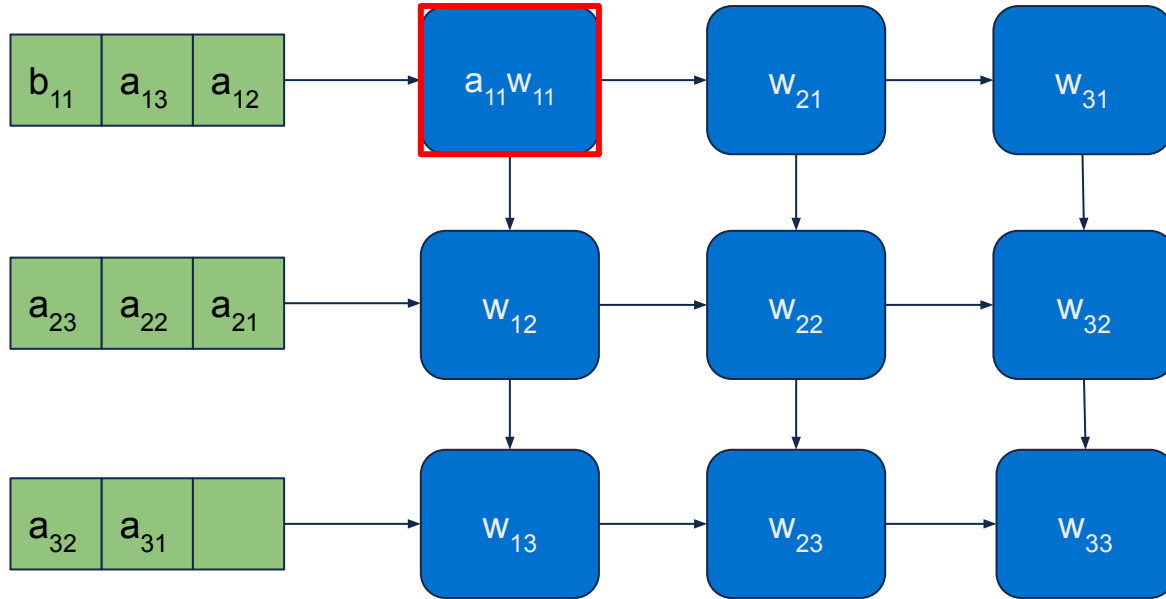 b₁₁ a₁₃ a₁₂ a₁₁w₁₁ w₂₁ w₃₁
a₂₃ a₂₂ a₂₁ w₁₂ w₂₂ w₃₂
a₃₂ a₃₁ w₁₃ w₂₃ w₃₃